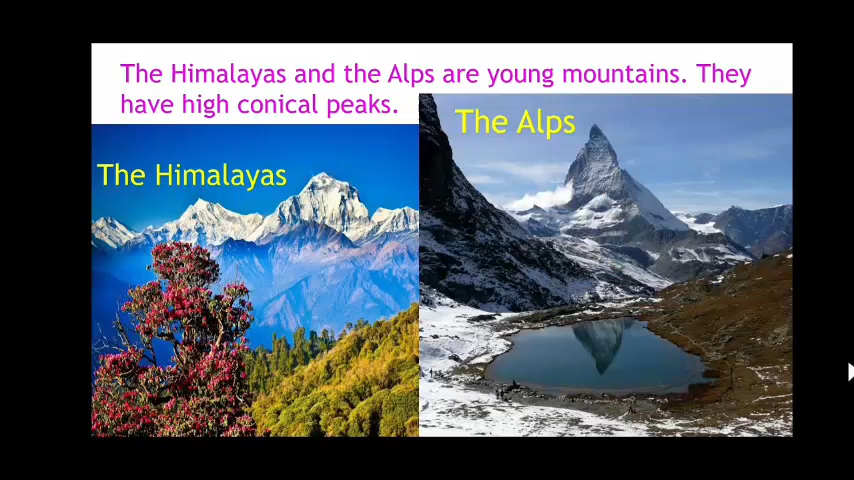 The Himalayas and the Alps are young mountains. They
have high conical peaks.
The Alps
The Himalayas